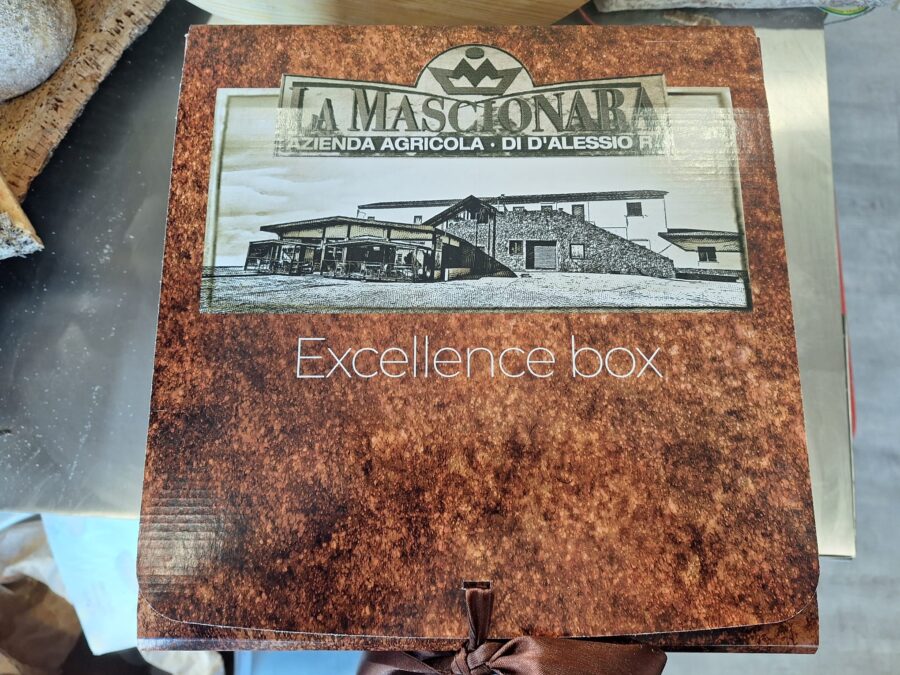 LA MASCIONARA
AZIENDA AGRICOLA · DI D'ALESSIO R.
Excellence box